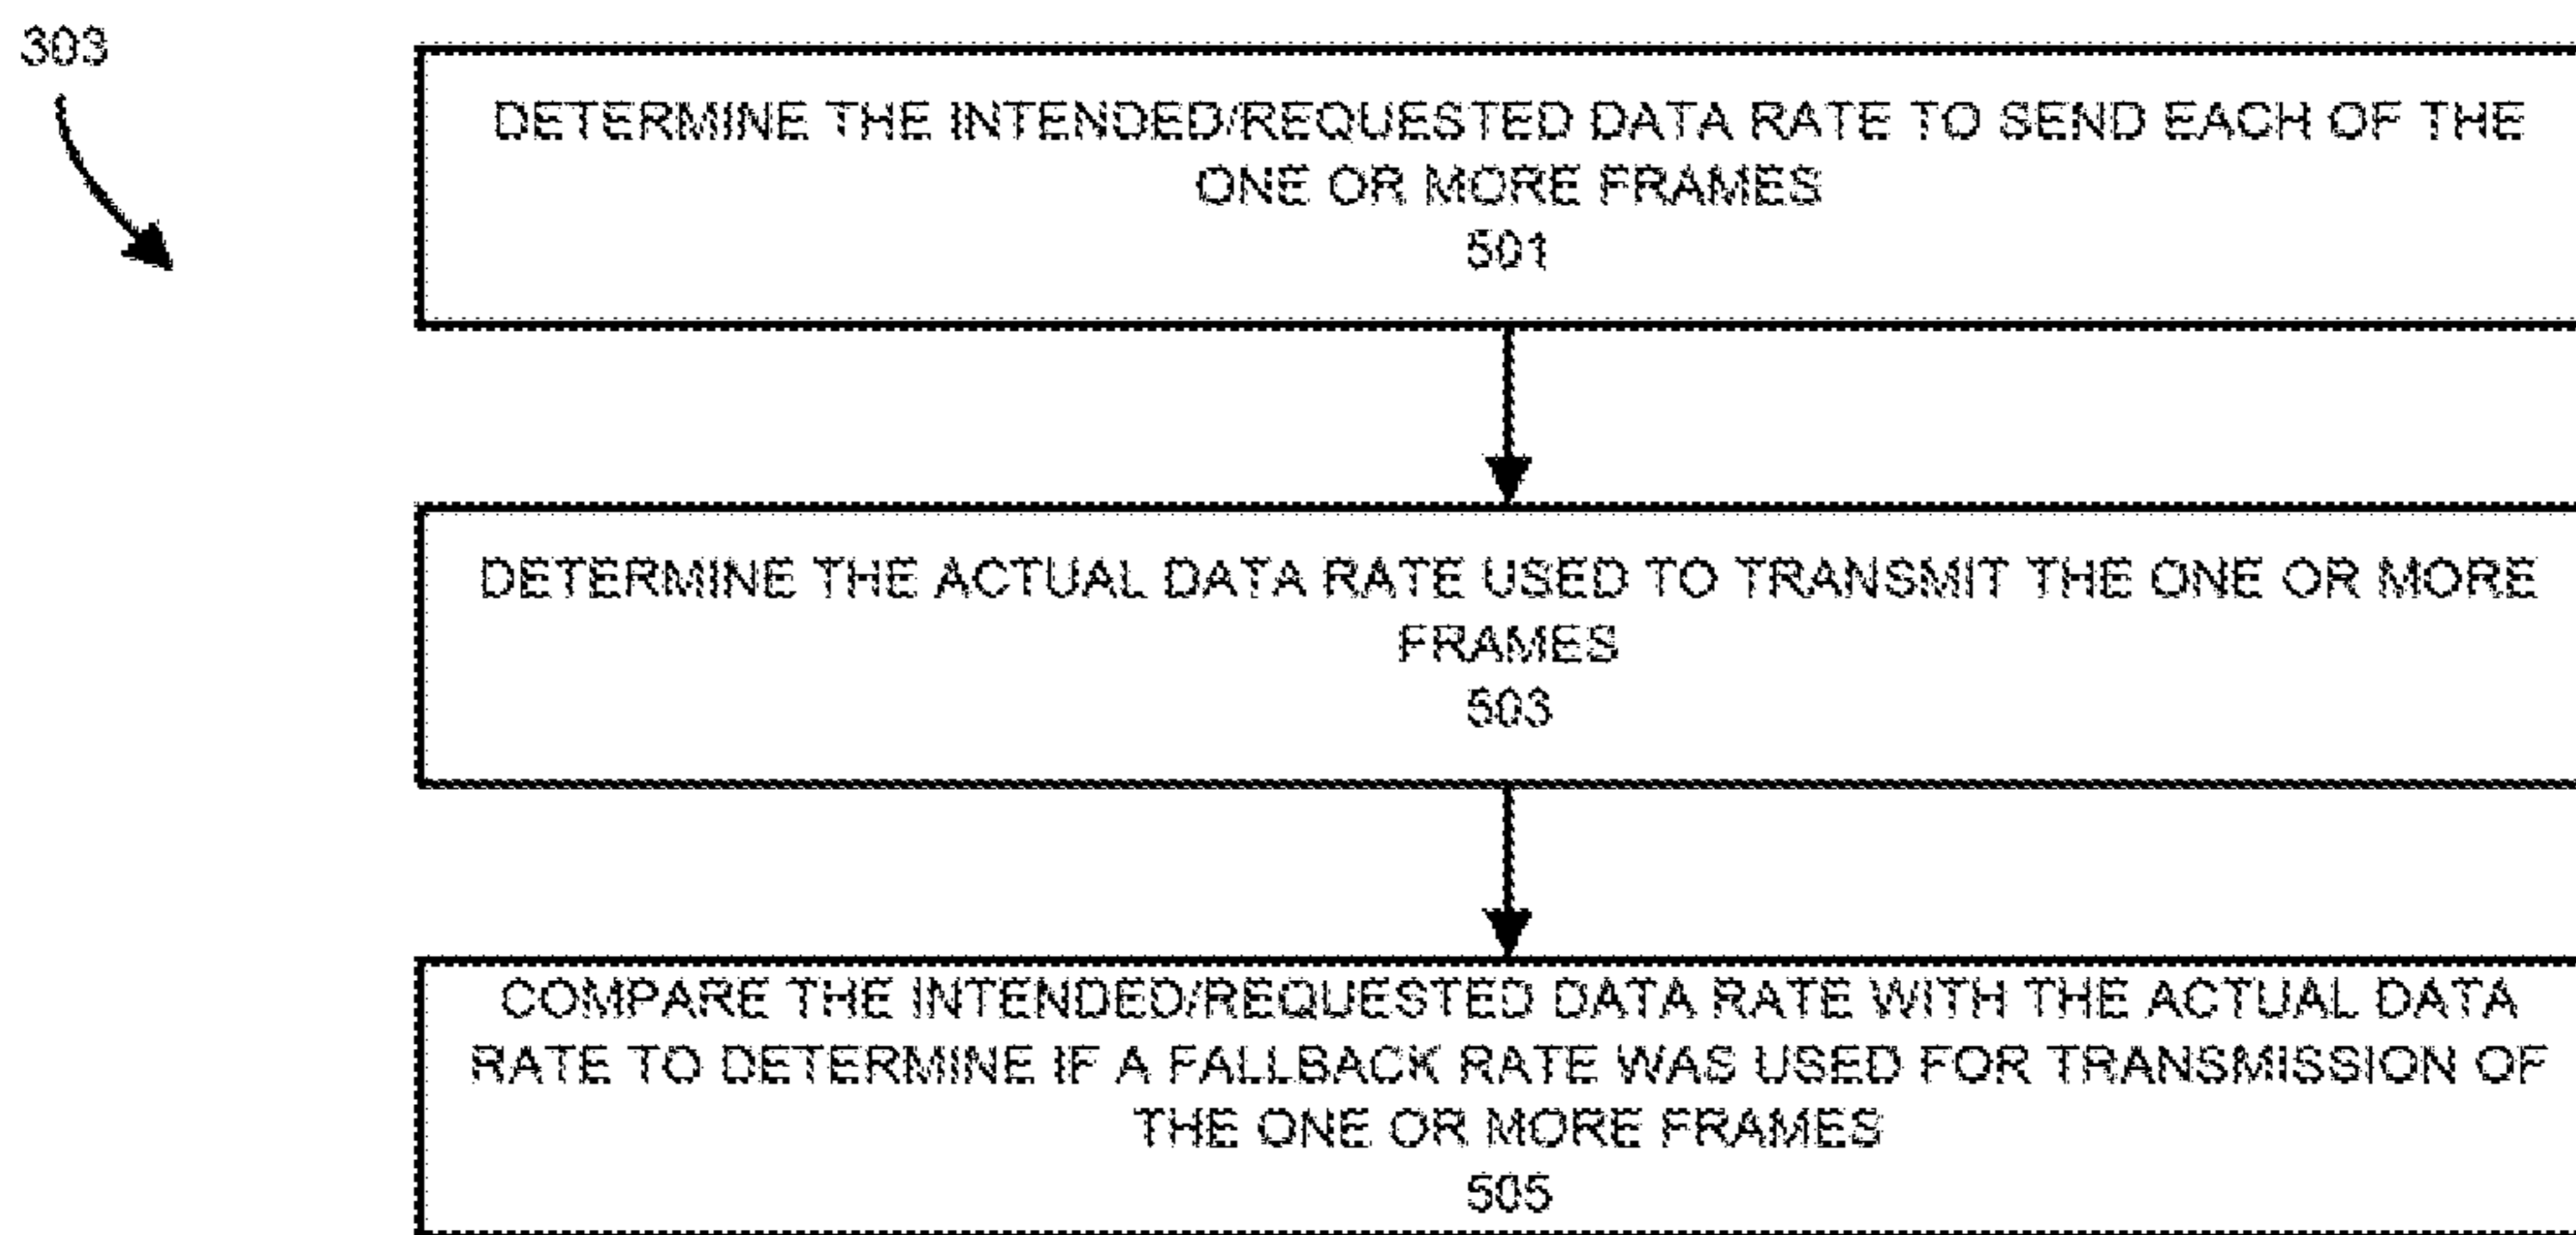 303
DETERMINE THE INTENDED/REQUESTED DATA RATE TO SEND EACH OF THE
ONE OR MORE FRAMES
501
DETERMINE THE ACTUAL DATA RATE USED TO TRANSMIT THE ONE OR MORE
FRAMES
503
COMPARE THE INTENDED/REQUESTED DATA RATE WITH THE ACTUAL DATA
RATE TO DETERMINE IF A FALLBACK RATE WAS USED FOR TRANSMISSION OF
THE ONE OR MORE FRAMES
505